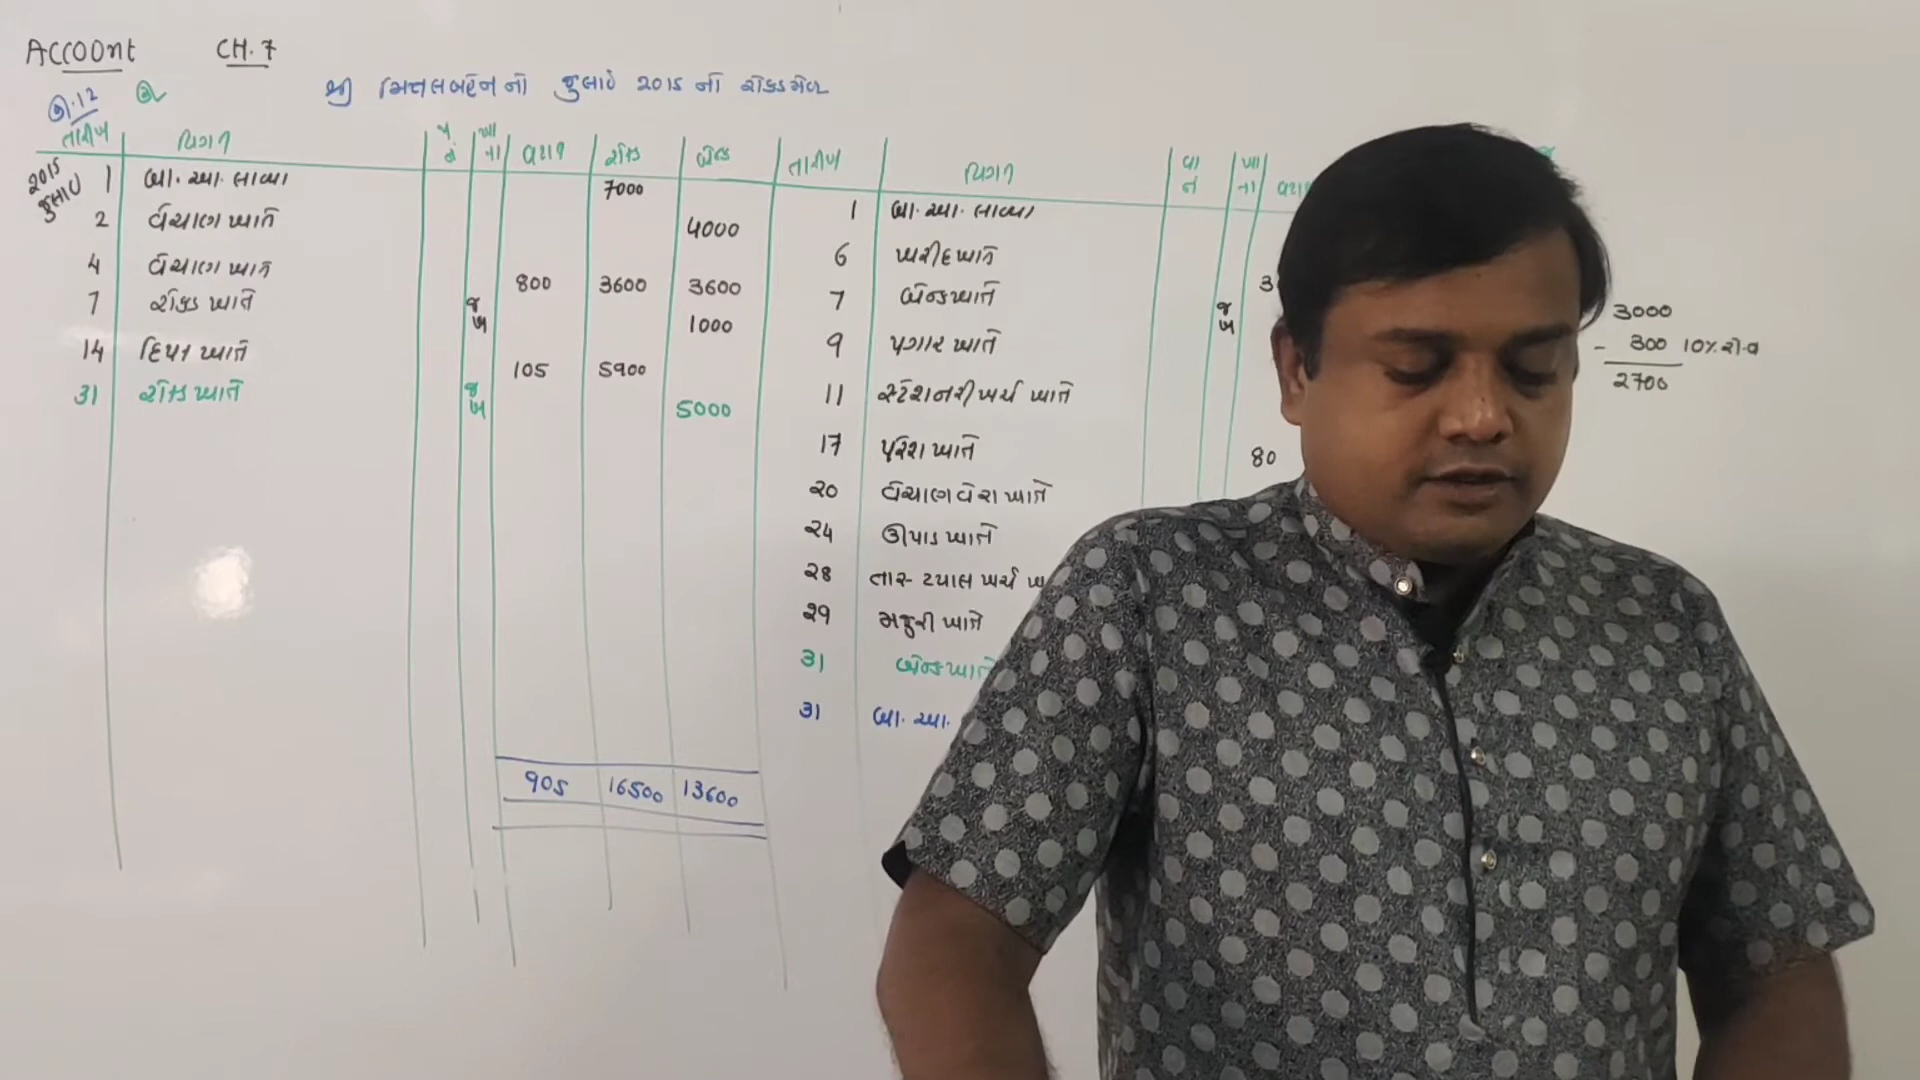 Account CH.7
દા.12 જ
શ્રી મિત્તલબહેનનો જુલાઈ 2015 નો રોકડમેળ
તારીખ વિગત પ નં ખા ના વટાવ રોકડ બેન્ક તારીખ વિગત વા નં ખા ના વટાવ
2015 જુલાઈ 1 બા. આ. લાવ્યા 7000 1 બા. આ. લાવ્યા
2 વેચાણ ખાતે 4000 6 ખરીદ ખાતે
4 વેચાણ ખાતે 800 3600 3600 7 બેન્ક ખાતે જ ખ 3
7 રોકડ ખાતે જ ખ 1000 9 પગાર ખાતે
14 દિપા ખાતે 105 5900 11 સ્ટેશનરી ખર્ચ ખાતે
31 રોકડ ખાતે જ ખ 5000 17 પૂરેશ ખાતે 80
20 વેચાણવેરા ખાતે
24 ઊપાડ ખાતે
28 તાર ટપાલ ખર્ચ ખા
29 મજુરી ખાતે
31 બેન્ક ખાતે
31 બા. આ.
905 16500 13600
3000
- 300 10% રો.વ
2700